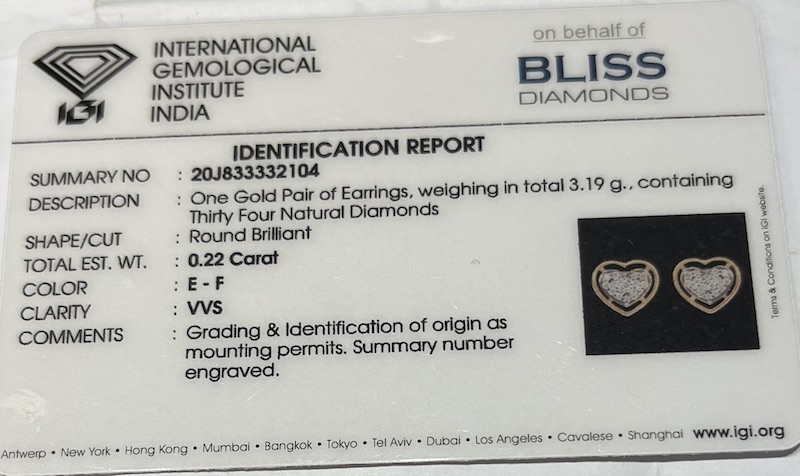 IGI
INTERNATIONAL
GEMOLOGICAL
INSTITUTE
INDIA
on behalf of
BLISS
DIAMONDS
IDENTIFICATION REPORT
SUMMARY NO : 20J833332104
DESCRIPTION : One Gold Pair of Earrings, weighing in total 3.19 g., containing
Thirty Four Natural Diamonds
SHAPE/CUT : Round Brilliant
TOTAL EST. WT. : 0.22 Carat
COLOR : E - F
CLARITY : VVS
COMMENTS : Grading & Identification of origin as
mounting permits. Summary number
engraved.
Terms & Conditions on IGI website.
Antwerp • New York • Hong Kong • Mumbai • Bangkok • Tokyo • Tel Aviv • Dubai • Los Angeles • Cavalese • Shanghai www.igi.org